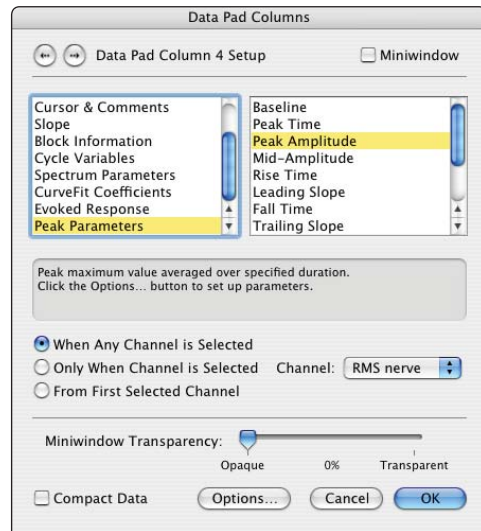 Data Pad Columns
Data Pad Column 4 Setup
Miniwindow
Cursor & Comments
Slope
Block Information
Cycle Variables
Spectrum Parameters
CurveFit Coefficients
Evoked Response
Peak Parameters
Baseline
Peak Time
Peak Amplitude
Mid-Amplitude
Rise Time
Leading Slope
Fall Time
Trailing Slope
Peak maximum value averaged over specified duration.
Click the Options... button to set up parameters.
When Any Channel is Selected
Only When Channel is Selected Channel: RMS nerve
From First Selected Channel
Miniwindow Transparency:
Opaque 0% Transparent
Compact Data Options... Cancel OK